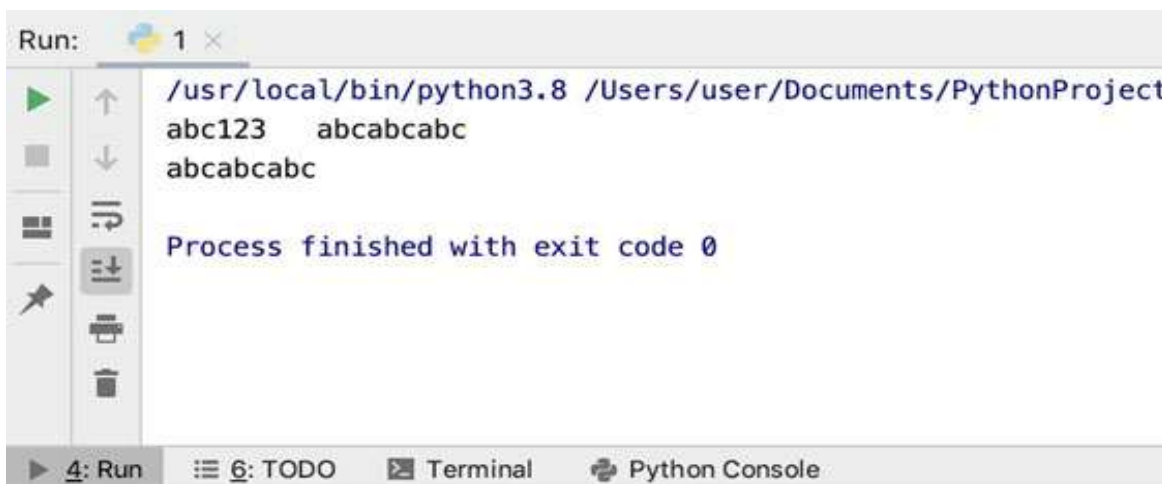 Run: 1
/usr/local/bin/python3.8 /Users/user/Documents/PythonProject
abc123   abcabcabc
abcabcabc
Process finished with exit code 0
4: Run 6: TODO Terminal Python Console